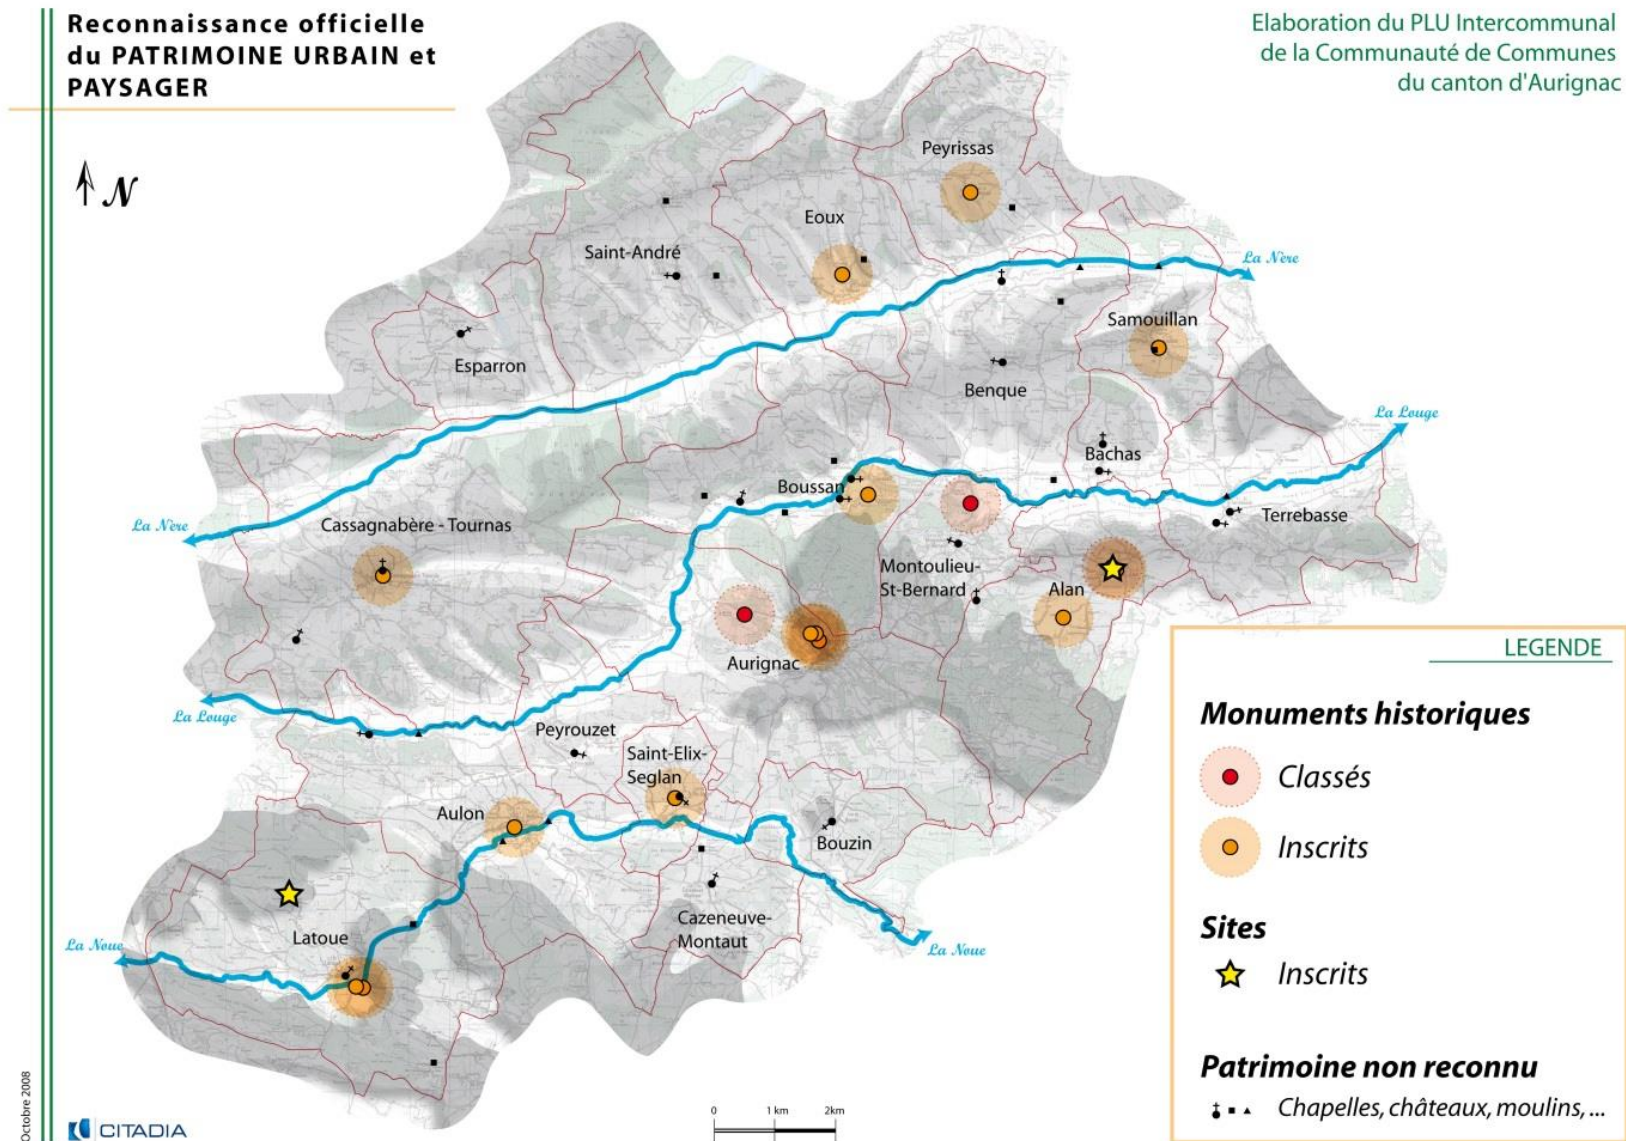 Reconnaissance officielle
du PATRIMOINE URBAIN et
PAYSAGER
Elaboration du PLU Intercommunal
de la Communauté de Communes
du canton d'Aurignac
N
Peyrissas
Eoux
Saint-André
La Nère
Samouillan
Esparron
Benque
La Louge
Bachas
Boussan
Terrebasse
La Nère
Cassagnabère - Tournas
Montoulieu-
St-Bernard
Alan
Aurignac
La Louge
Peyrouzet
Saint-Elix-
Seglan
Aulon
Bouzin
Cazeneuve-
Montaut
Latoue
La Noue
La Noue
LEGENDE
Monuments historiques
Classés
Inscrits
Sites
Inscrits
Patrimoine non reconnu
Chapelles, châteaux, moulins, ...
0 1 km 2km
Octobre 2008
CITADIA